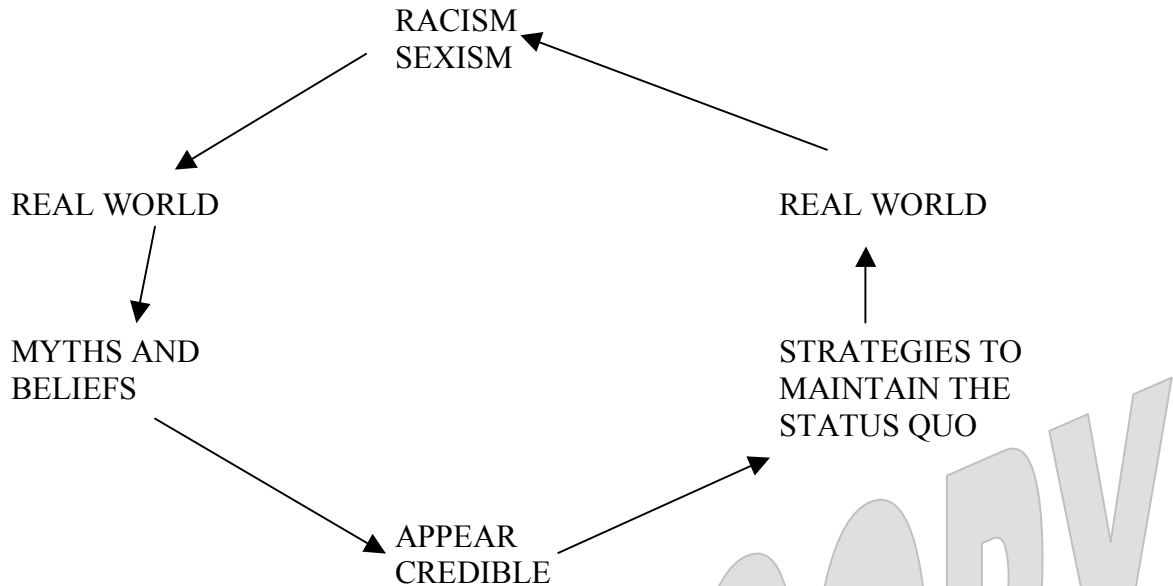 RACISM
SEXISM
REAL WORLD
REAL WORLD
MYTHS AND
BELIEFS
STRATEGIES TO
MAINTAIN THE
STATUS QUO
APPEAR
CREDIBLE